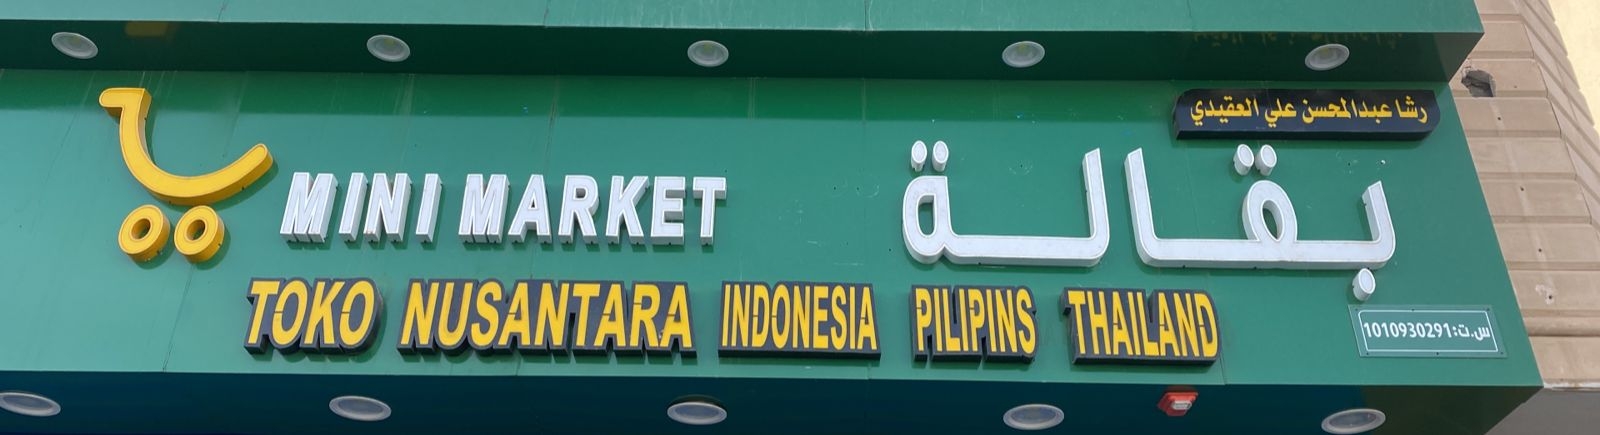 رشا عبدالمحسن علي العقيدي
بقالة
MINI MARKET
TOKO NUSANTARA INDONESIA PILIPINS THAILAND
س.ت: 1010930291